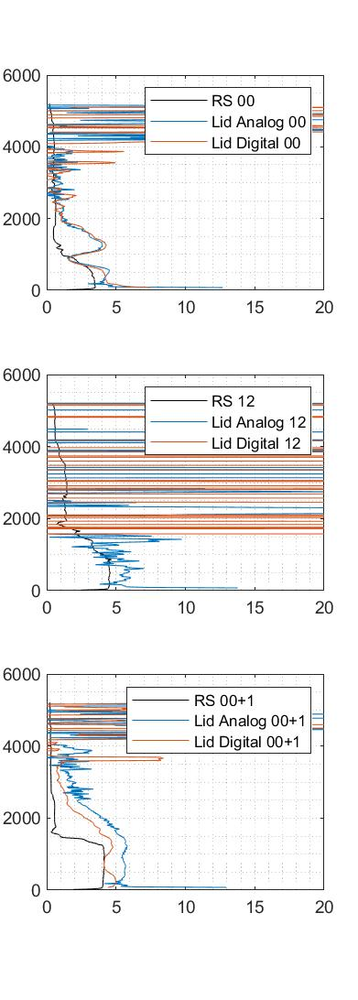 6000
RS 00
Lid Analog 00
Lid Digital 00
4000
2000
0
0 5 10 15 20
6000
RS 12
Lid Analog 12
Lid Digital 12
4000
2000
0
0 5 10 15 20
6000
RS 00+1
Lid Analog 00+1
Lid Digital 00+1
4000
2000
0
0 5 10 15 20